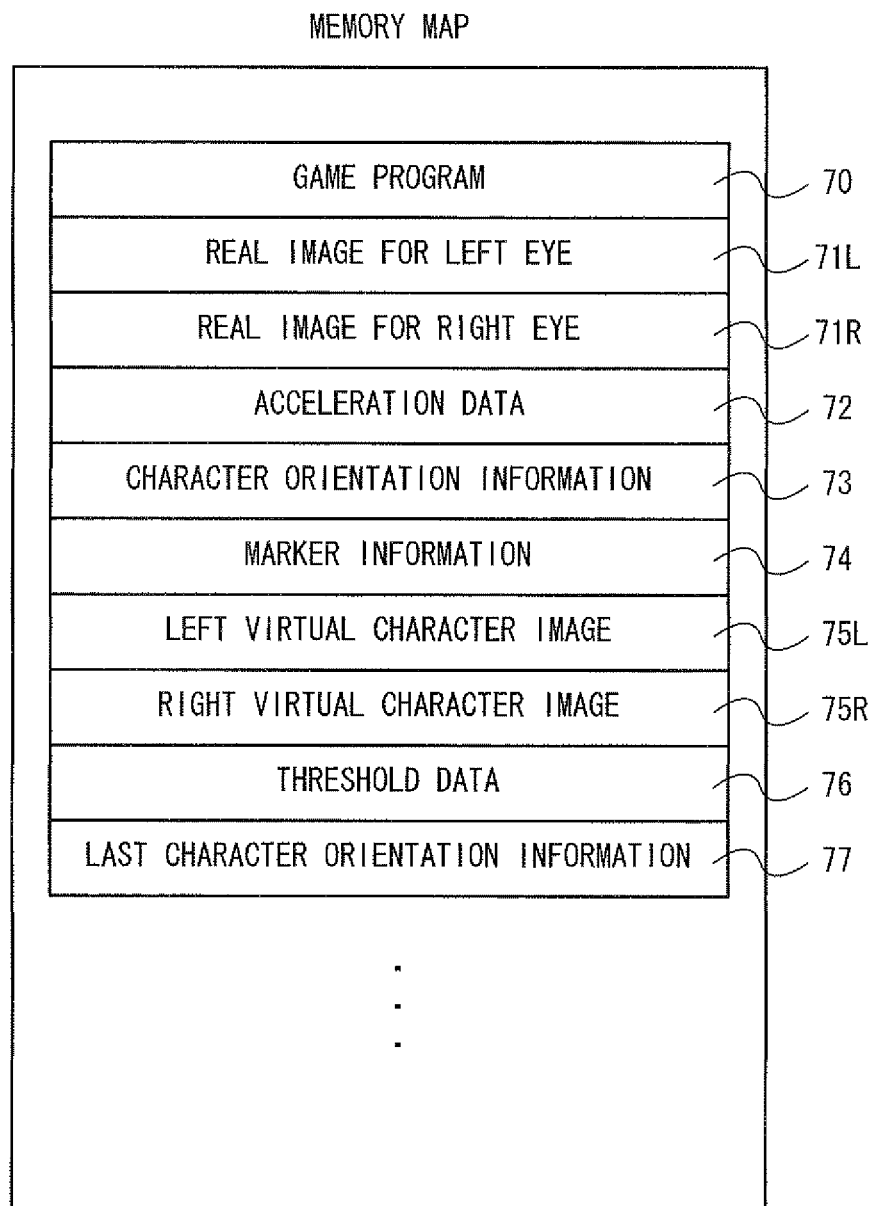 MEMORY MAP
GAME PROGRAM 70
REAL IMAGE FOR LEFT EYE 71L
REAL IMAGE FOR RIGHT EYE 71R
ACCELERATION DATA 72
CHARACTER ORIENTATION INFORMATION 73
MARKER INFORMATION 74
LEFT VIRTUAL CHARACTER IMAGE 75L
RIGHT VIRTUAL CHARACTER IMAGE 75R
THRESHOLD DATA 76
LAST CHARACTER ORIENTATION INFORMATION 77